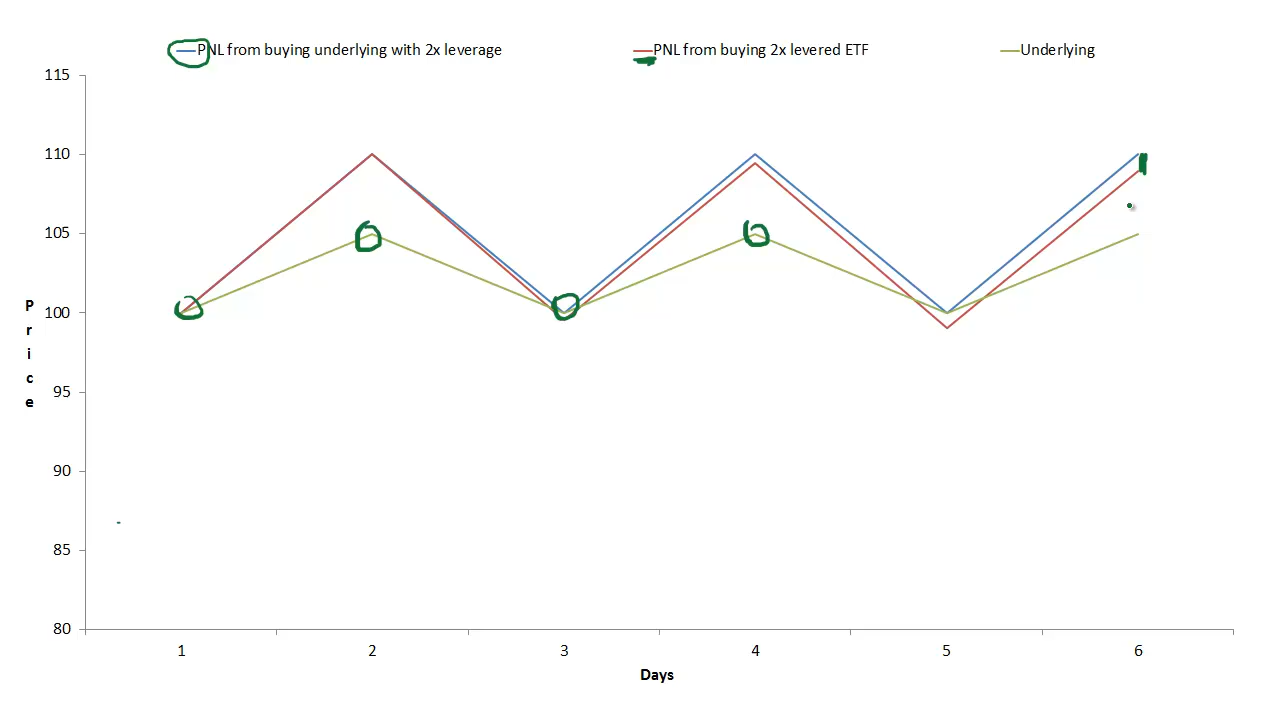 PNL from buying underlying with 2x leverage
PNL from buying 2x levered ETF
Underlying
115
110
105
100
95
90
85
80
Price
1 2 3 4 5 6
Days